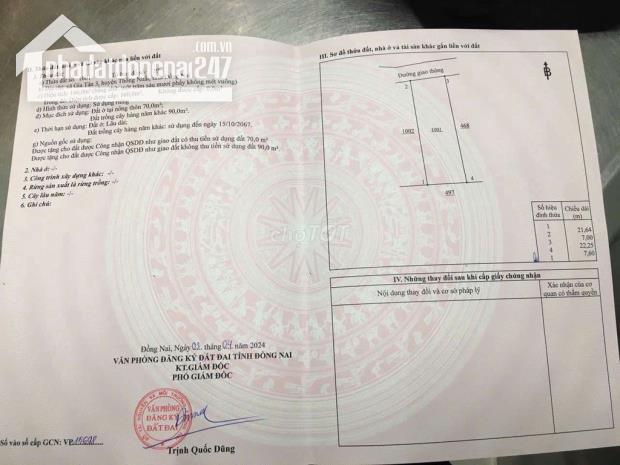 nhadatdongnai247
.com
chợTỐT
g) Nguồn gốc sử dụng:
d) Hình thức sử dụng: Sử dụng riêng
đ) Mục đích sử dụng: Đất ở tại nông thôn 70,0m²
Đất trồng cây hàng năm khác 90,0m².
e) Thời hạn sử dụng: Đất ở: Lâu dài;
Đất trồng cây hàng năm khác: sử dụng đến ngày 15/10/2067.
Được tặng cho đất được Công nhận QSDĐ như giao đất có thu tiền sử dụng đất 70,0 m²
Được tặng cho đất được Công nhận QSDĐ như giao đất không thu tiền sử dụng đất 90,0 m².
2. Nhà ở: -/-
3. Công trình xây dựng khác: -/-
4. Rừng sản xuất là rừng trồng: -/-
5. Cây lâu năm: -/-
6. Ghi chú:
Đồng Nai, Ngày 02 tháng 04 năm 2024
VĂN PHÒNG ĐĂNG KÝ ĐẤT ĐAI TỈNH ĐỒNG NAI
KT.GIÁM ĐỐC
PHÓ GIÁM ĐỐC
VĂN PHÒNG
ĐĂNG KÝ
ĐẤT ĐAI
Trịnh Quốc Dũng
Số vào sổ cấp GCN: VP
III. Sơ đồ thửa đất, nhà ở và tài sản khác gắn liền với đất
Đường giao thông
2 3
1002 1001 468
1 4
497
Số hiệu đỉnh thửa
Chiều dài (m)
1
21,64
2
7,00
3
22,25
4
7,60
1
IV. Những thay đổi sau khi cấp giấy chứng nhận
Nội dung thay đổi và cơ sở pháp lý
Xác nhận của cơ
quan có thẩm quyền